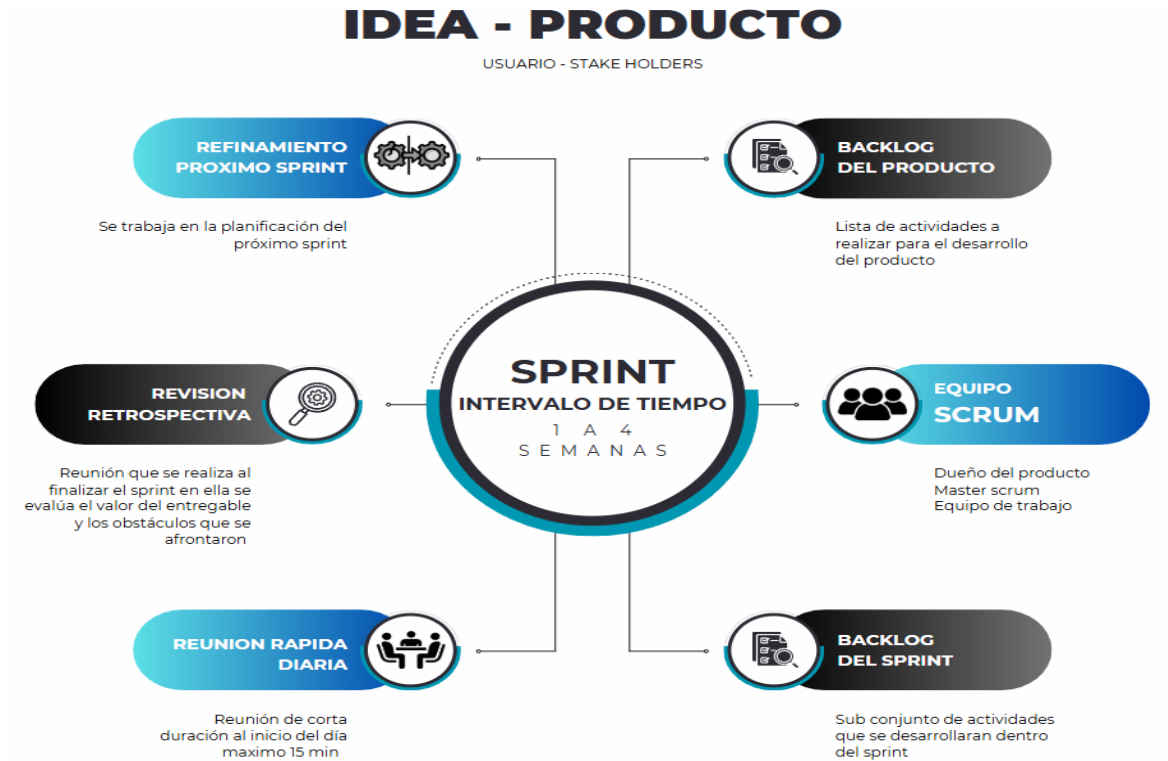 IDEA - PRODUCTO
USUARIO - STAKE HOLDERS
REFINAMIENTO
PROXIMO SPRINT
Se trabaja en la planificación del
próximo sprint
BACKLOG
DEL PRODUCTO
Lista de actividades a
realizar para el desarrollo
del producto
REVISION
RETROSPECTIVA
Reunión que se realiza al
finalizar el sprint en ella se
evalúa el valor del entregable
y los obstáculos que se
afrontaron
SPRINT
INTERVALO DE TIEMPO
1 A 4
SEMANAS
EQUIPO
SCRUM
Dueño del producto
Master scrum
Equipo de trabajo
REUNION RAPIDA
DIARIA
Reunión de corta
duración al inicio del día
maximo 15 min
BACKLOG
DEL SPRINT
Sub conjunto de actividades
que se desarrollaran dentro
del sprint